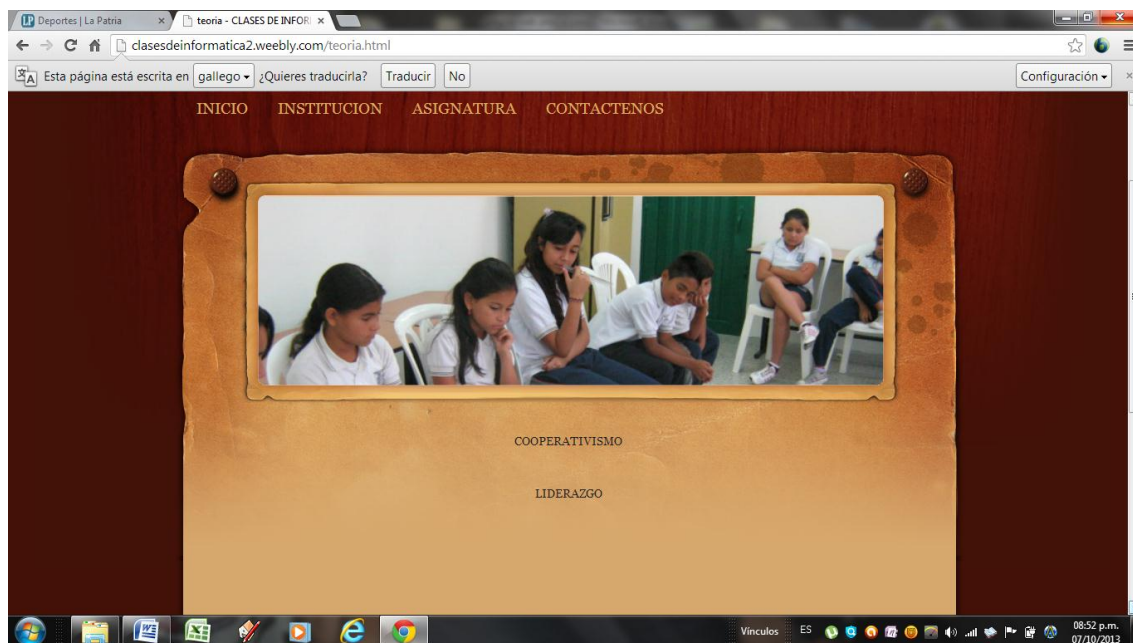 Deportes | La Patria
teoria - CLASES DE INFOR
clasesdeinformatica2.weebly.com/teoria.html
Esta página está escrita en gallego ¿Quieres traducirla? Traducir No Configuración
INICIO INSTITUCION ASIGNATURA CONTACTENOS
COOPERATIVISMO
LIDERAZGO
Vínculos ES 08:52 p.m.
07/10/2013